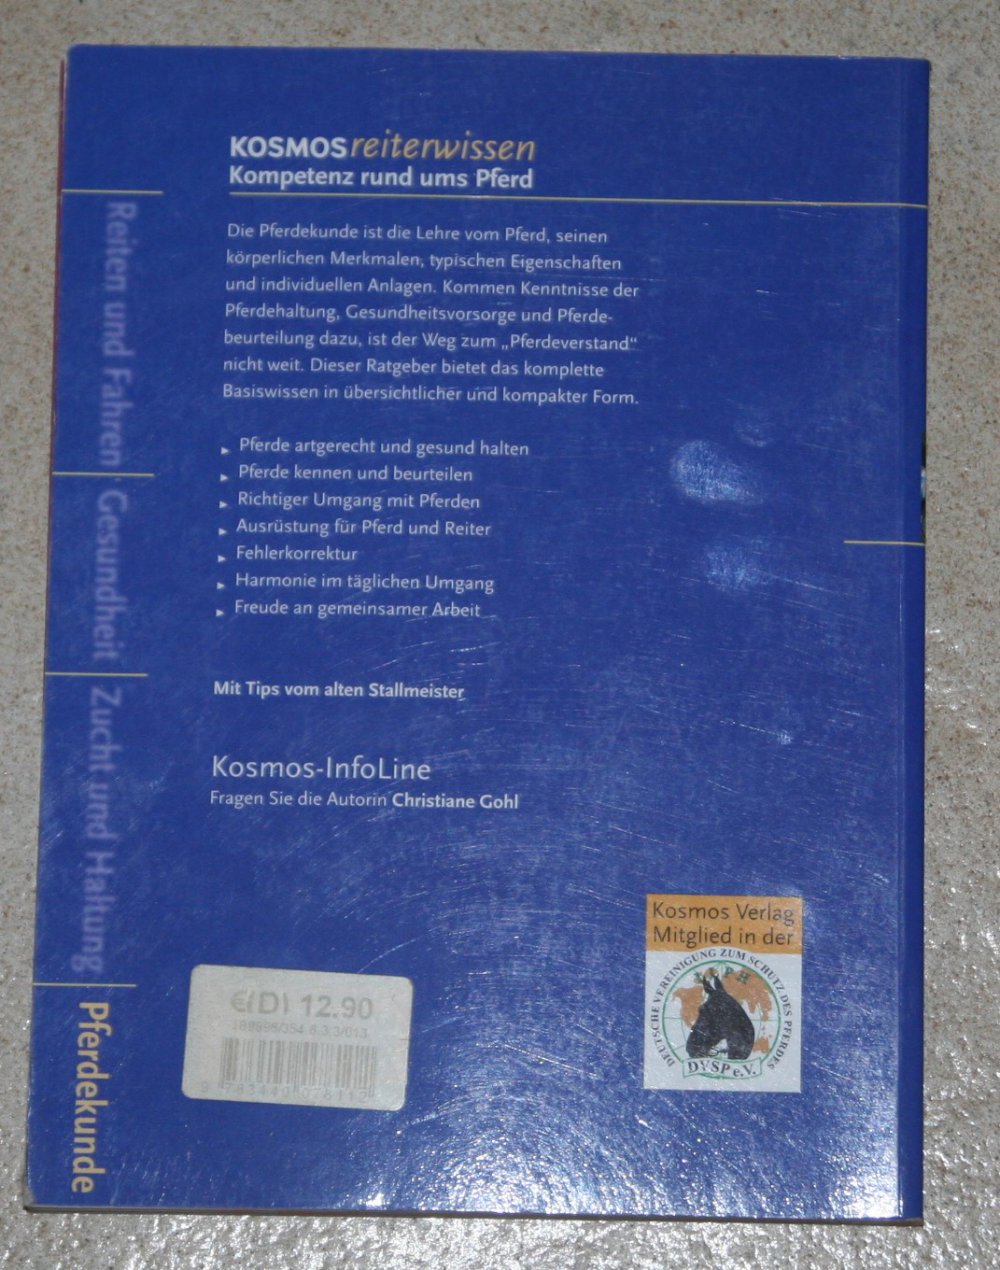 KOSMOS reiterwissen
Kompetenz rund ums Pferd
Die Pferdekunde ist die Lehre vom Pferd, seinen
körperlichen Merkmalen, typischen Eigenschaften
und individuellen Anlagen. Kommen Kenntnisse der
Pferdehaltung, Gesundheitsvorsorge und Pferde-
beurteilung dazu, ist der Weg zum „Pferdeverstand“
nicht weit. Dieser Ratgeber bietet das komplette
Basiswissen in übersichtlicher und kompakter Form.
Pferde artgerecht und gesund halten
Pferde kennen und beurteilen
Richtiger Umgang mit Pferden
Ausrüstung für Pferd und Reiter
Fehlerkorrektur
Harmonie im täglichen Umgang
Freude an gemeinsamer Arbeit
Mit Tips vom alten Stallmeister
Kosmos-InfoLine
Fragen Sie die Autorin Christiane Gohl
Reiten und Fahren
Gesundheit
Zucht und Haltung
Pferdekunde
Kosmos Verlag
Mitglied in der
DEUTSCHE VEREINIGUNG ZUM SCHUTZ DES PFERDES
DVSP e.V.
€/DI 12.90